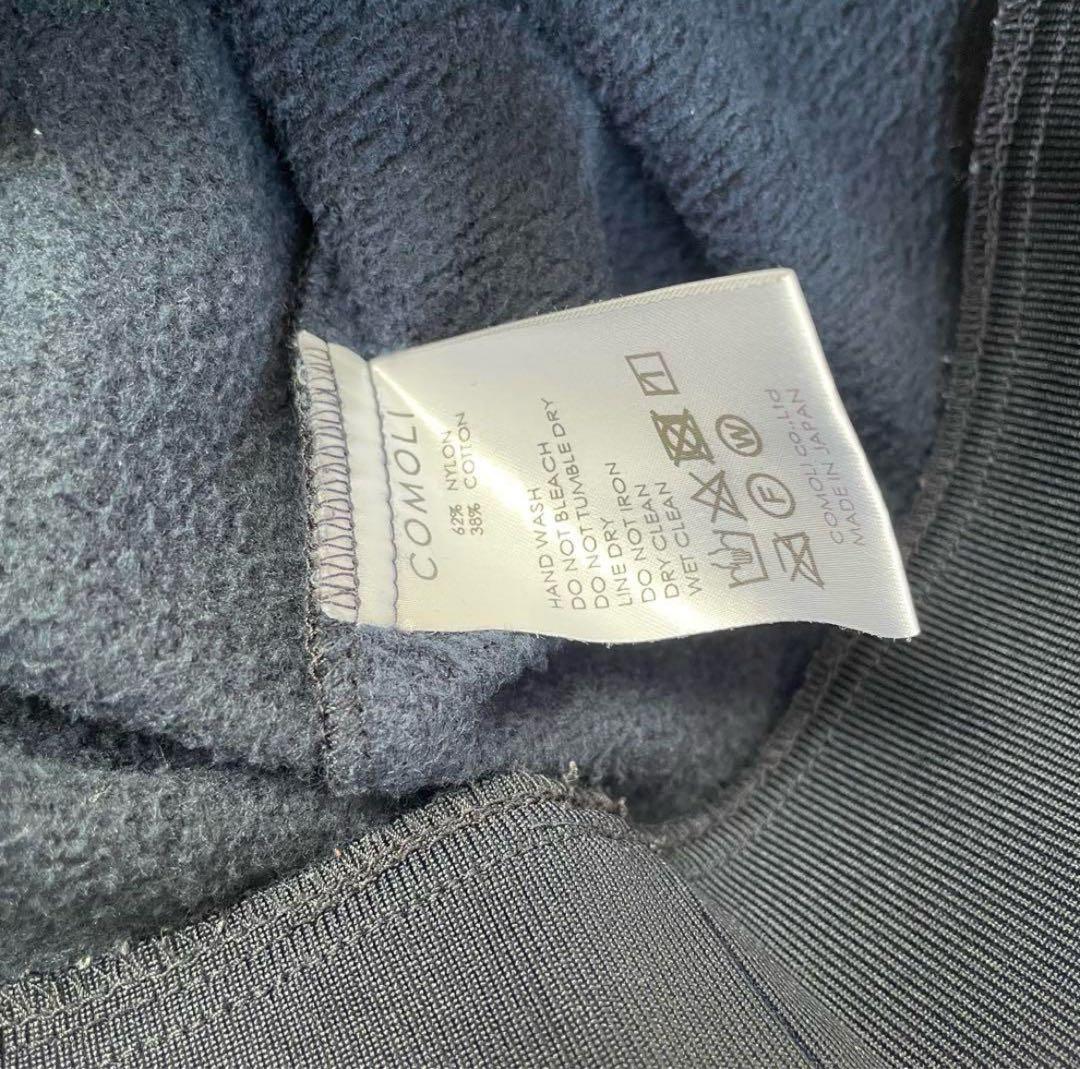 COMOLI
62% NYLON
38% COTTON
HAND WASH
DO NOT BLEACH
DO NOT TUMBLE DRY
LINE DRY
DO NOT IRON
DO NOT CLEAN
DRY CLEAN
WET CLEAN
W
F
COMOLI CO.,Ltd
MADE IN JAPAN